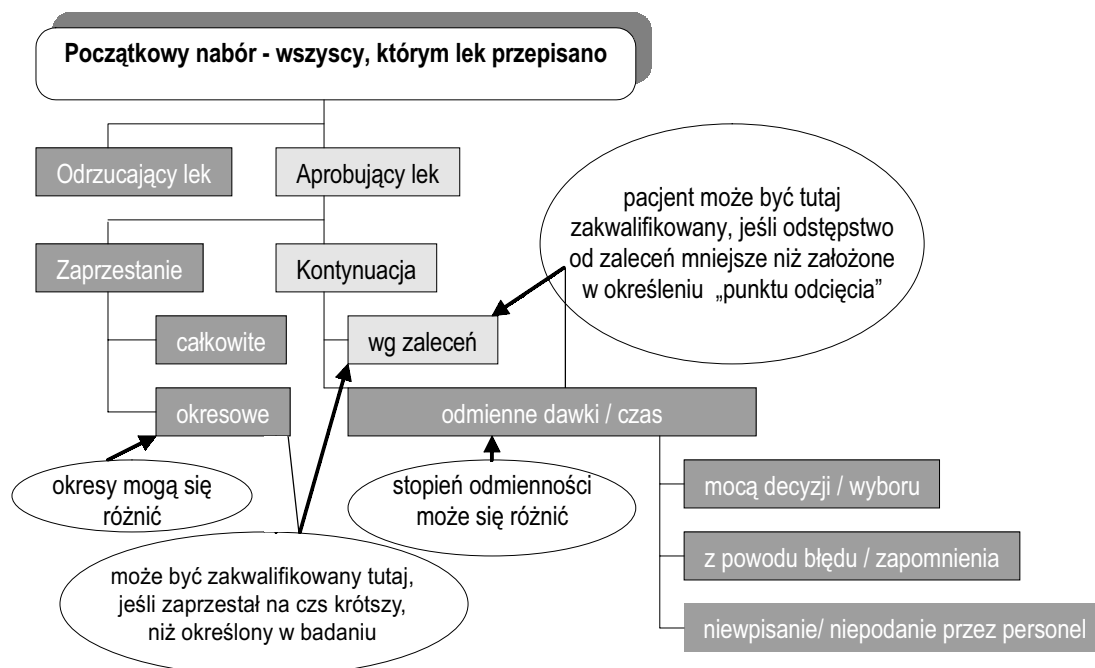 Początkowy nabór - wszyscy, którym lek przepisano
Odrzucający lek
Aprobujący lek
pacjent może być tutaj
zakwalifikowany, jeśli odstępstwo
od zaleceń mniejsze niż założone
w określeniu „punktu odcięcia”
Zaprzestanie
Kontynuacja
całkowite
wg zaleceń
okresowe
odmienne dawki / czas
okresy mogą się
różnić
stopień odmienności
może się różnić
mocą decyzji / wyboru
z powodu błędu / zapomnienia
może być zakwalifikowany tutaj,
jeśli zaprzestał na czs krótszy,
niż określony w badaniu
niewpisanie/ niepodanie przez personel